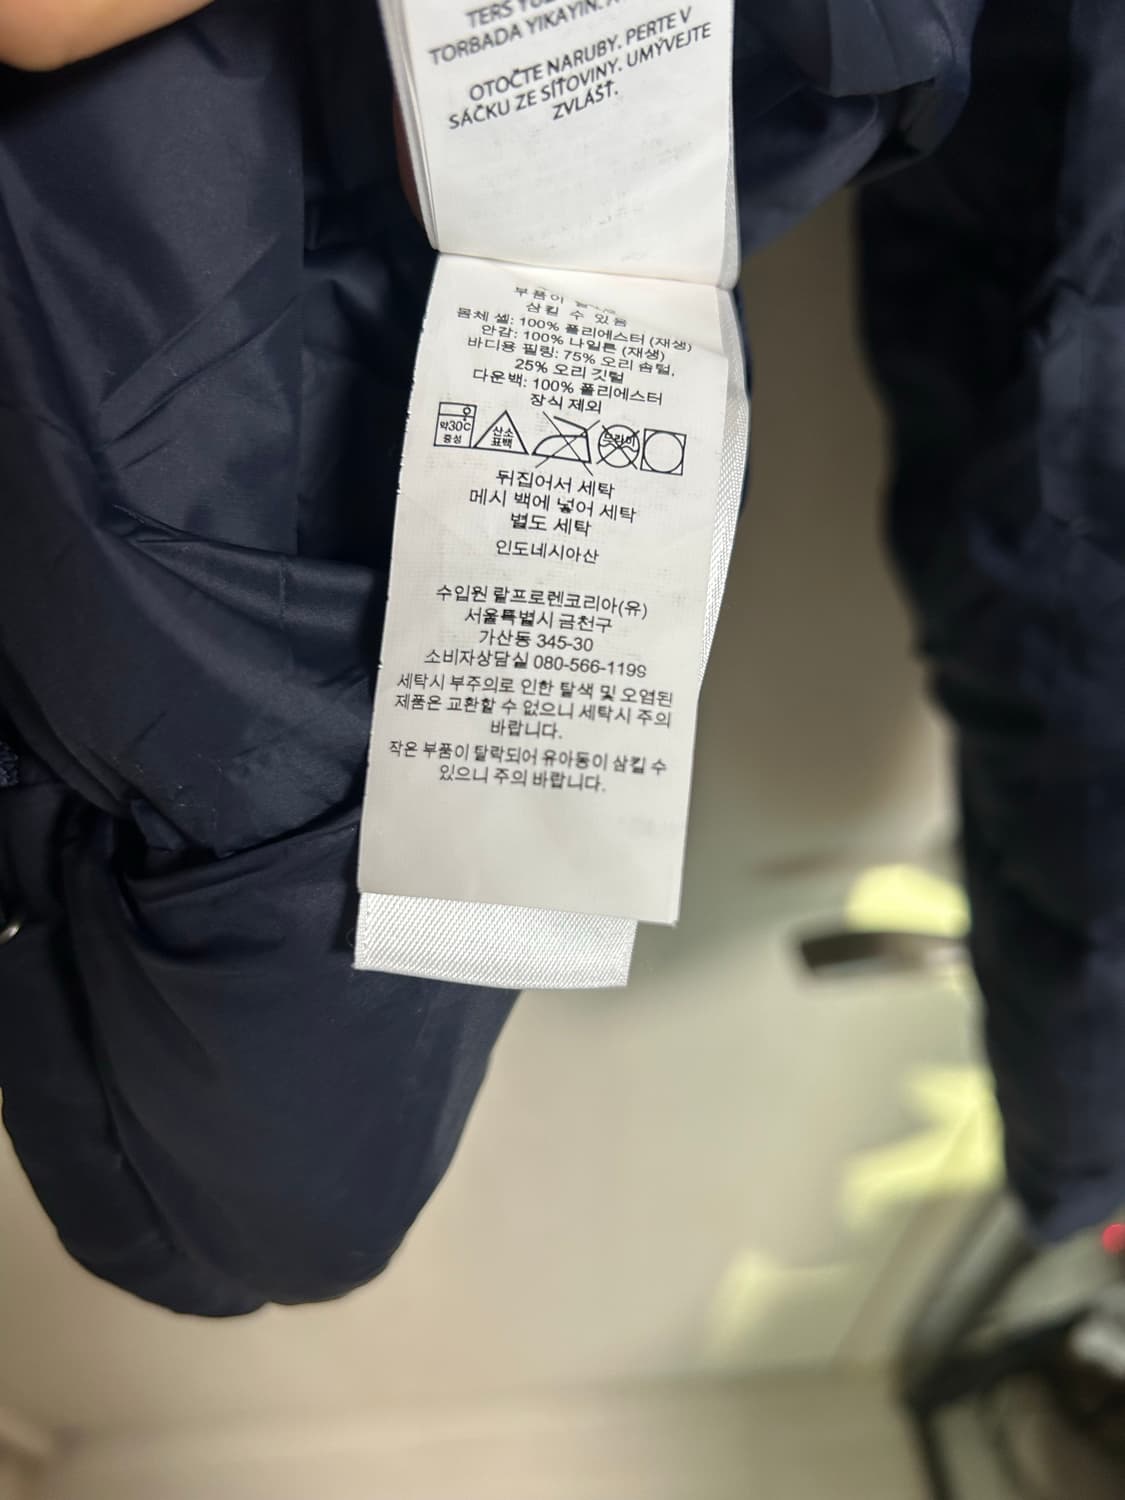 TERS
TORBADA YIKAYIN.
OTOČTE NARUBY. PERTE V
SÁČKU ZE SÍŤOVINY. UMÝVEJTE
ZVLÁŠŤ.
부품이
삼킬 수 있음
몸체 셸: 100% 폴리에스터 (재생)
안감: 100% 나일론 (재생)
바디용 필링: 75% 오리 솜털,
25% 오리 깃털
다운백: 100% 폴리에스터
장식 제외
약30C
중성
산소
표백
드라이
뒤집어서 세탁
메시 백에 넣어 세탁
별도 세탁
인도네시아산
수입원 랄프로렌코리아(유)
서울특별시 금천구
가산동 345-30
소비자상담실 080-566-119
세탁시 부주의로 인한 탈색 및 오염된
제품은 교환할 수 없으니 세탁시 주의
바랍니다.
작은 부품이 탈락되어 유아동이 삼킬 수
있으니 주의 바랍니다.